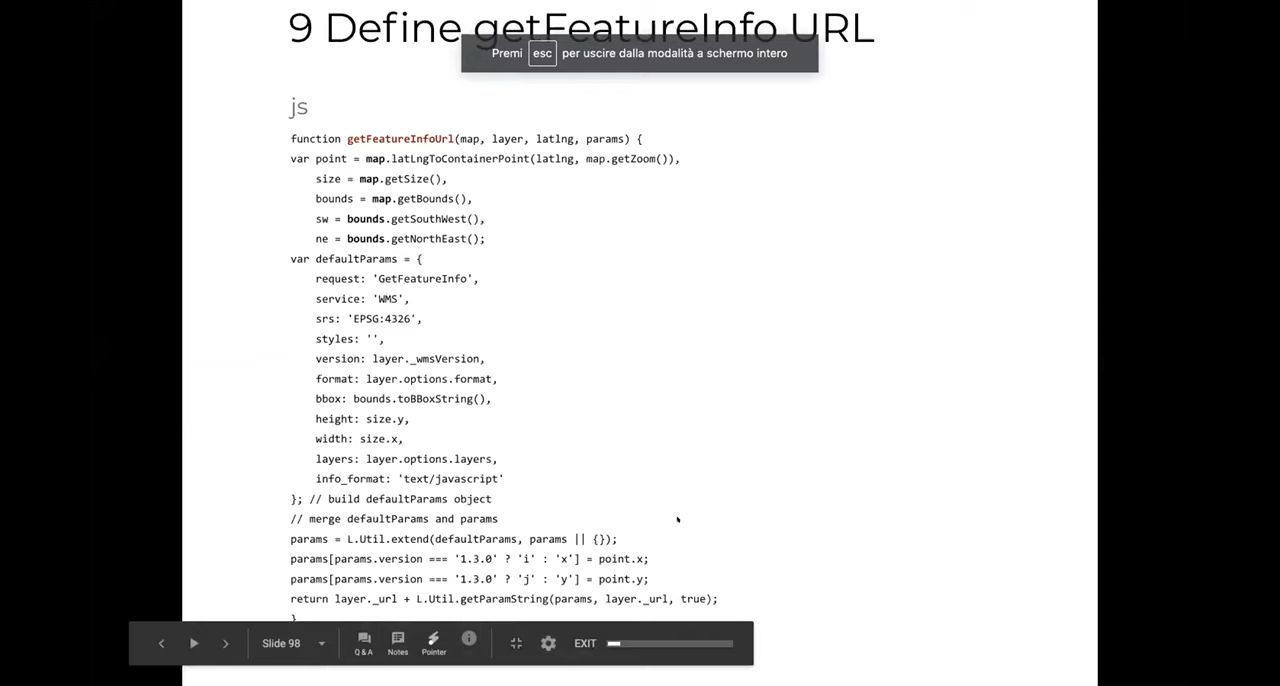 9 Define getFeatureInfo URL
Premi esc per uscire dalla modalità a schermo intero
js
function getFeatureInfoUrl(map, layer, latlng, params) {
var point = map.latLngToContainerPoint(latlng, map.getZoom()),
    size = map.getSize(),
    bounds = map.getBounds(),
    sw = bounds.getSouthWest(),
    ne = bounds.getNorthEast();
var defaultParams = {
    request: 'GetFeatureInfo',
    service: 'WMS',
    srs: 'EPSG:4326',
    styles: '',
    version: layer._wmsVersion,
    format: layer.options.format,
    bbox: bounds.toBBoxString(),
    height: size.y,
    width: size.x,
    layers: layer.options.layers,
    info_format: 'text/javascript'
}; // build defaultParams object
// merge defaultParams and params
params = L.Util.extend(defaultParams, params || {});
params[params.version === '1.3.0' ? 'i' : 'x'] = point.x;
params[params.version === '1.3.0' ? 'j' : 'y'] = point.y;
return layer._url + L.Util.getParamString(params, layer._url, true);
}
Slide 98 Q & A Notes Pointer EXIT